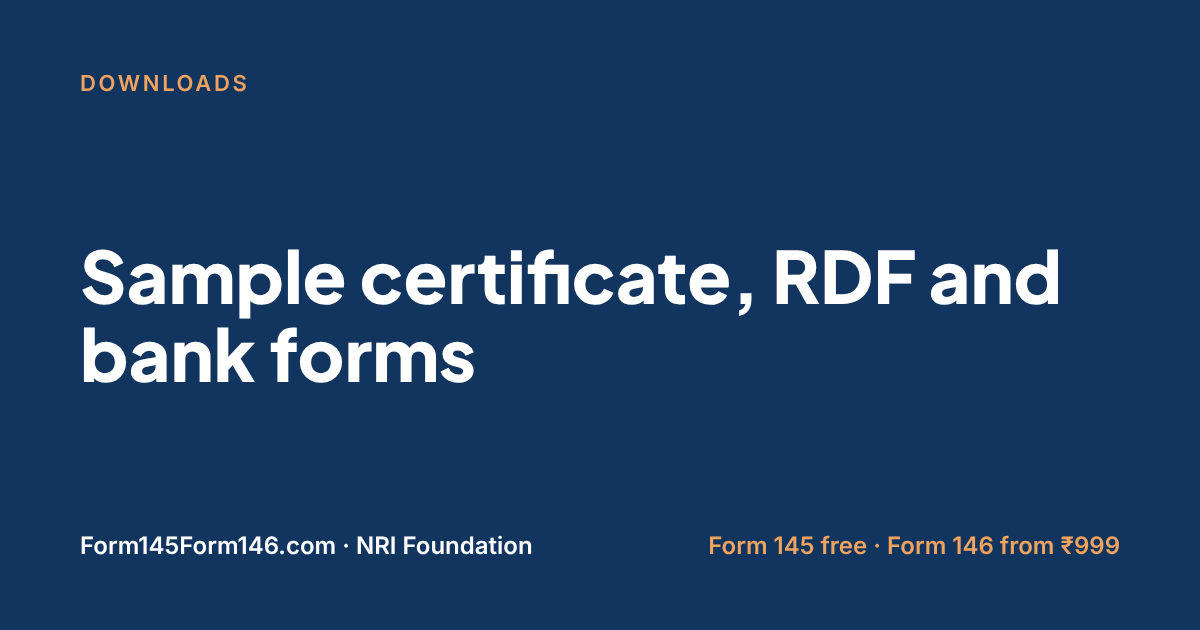 DOWNLOADS
Sample certificate, RDF and
bank forms
Form145Form146.com · NRI Foundation
Form 145 free · Form 146 from ₹999